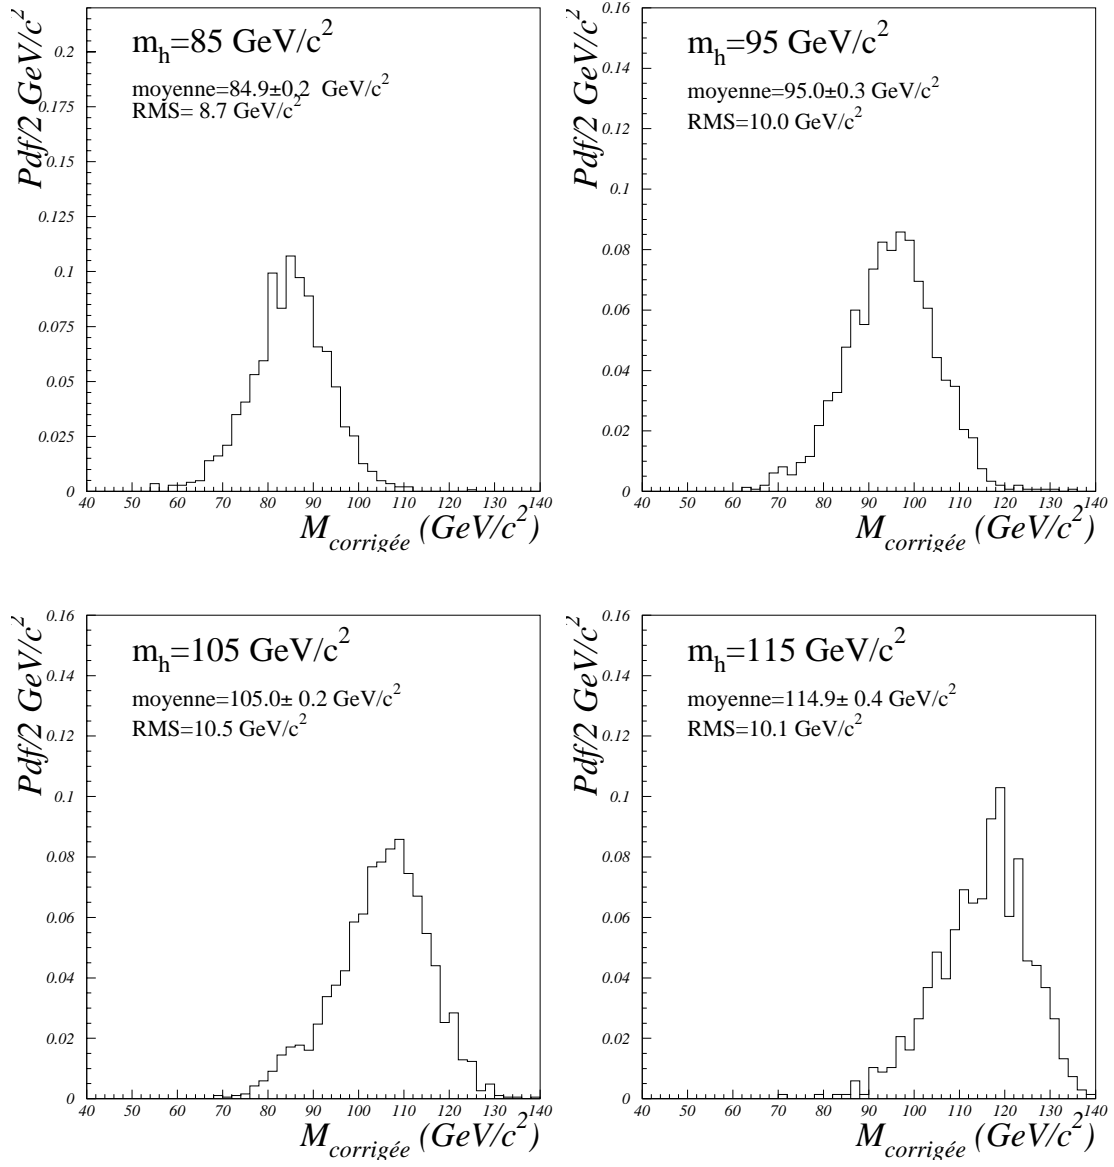 m_h=85 GeV/c^2
moyenne=84.9±0.2 GeV/c^2
RMS= 8.7 GeV/c^2
Pdf/2 GeV/c^2
0.2
0.175
0.15
0.125
0.1
0.075
0.05
0.025
0
40 50 60 70 80 90 100 110 120 130 140
M_corrigée (GeV/c^2)
m_h=95 GeV/c^2
moyenne=95.0±0.3 GeV/c^2
RMS=10.0 GeV/c^2
Pdf/2 GeV/c^2
0.16
0.14
0.12
0.1
0.08
0.06
0.04
0.02
0
40 50 60 70 80 90 100 110 120 130 140
M_corrigée (GeV/c^2)
m_h=105 GeV/c^2
moyenne=105.0± 0.2 GeV/c^2
RMS=10.5 GeV/c^2
Pdf/2 GeV/c^2
0.16
0.14
0.12
0.1
0.08
0.06
0.04
0.02
0
40 50 60 70 80 90 100 110 120 130 140
M_corrigée (GeV/c^2)
m_h=115 GeV/c^2
moyenne=114.9± 0.4 GeV/c^2
RMS=10.1 GeV/c^2
Pdf/2 GeV/c^2
0.16
0.14
0.12
0.1
0.08
0.06
0.04
0.02
0
40 50 60 70 80 90 100 110 120 130 140
M_corrigée (GeV/c^2)